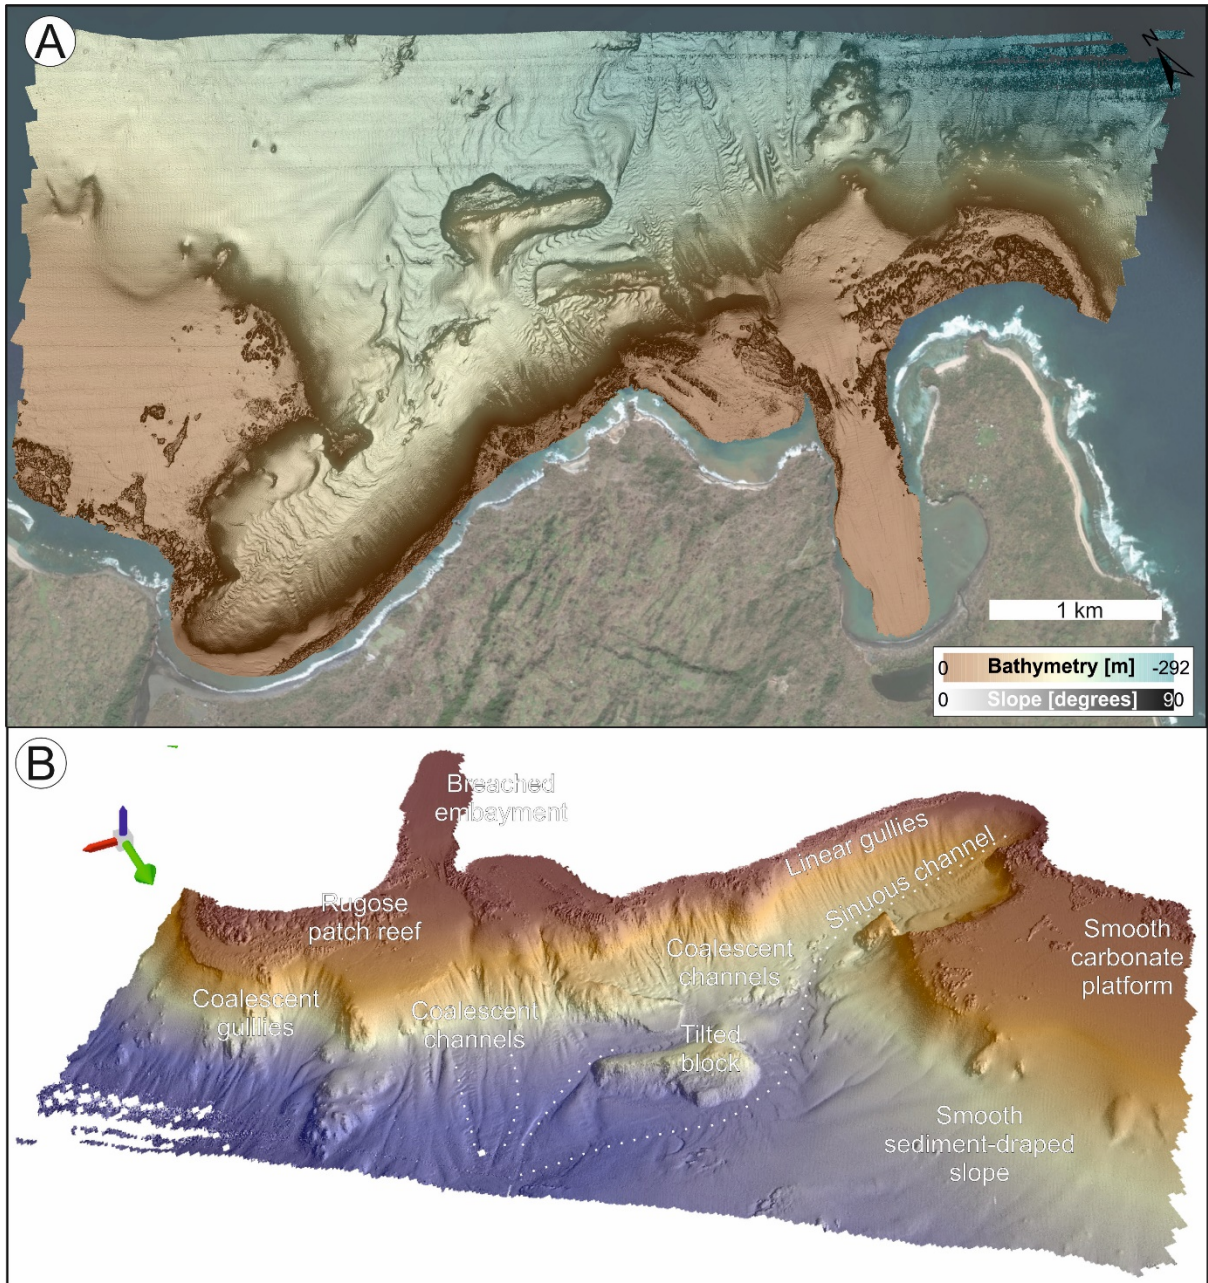 A
N
1 km
0 Bathymetry [m] -292
0 Slope [degrees] 90
B
Breached
embayment
Linear gullies
Sinuous channel
Rugose
patch reef
Smooth
carbonate
platform
Coalescent
channels
Coalescent
gulllies
Coalescent
channels
Tilted
block
Smooth
sediment-draped
slope